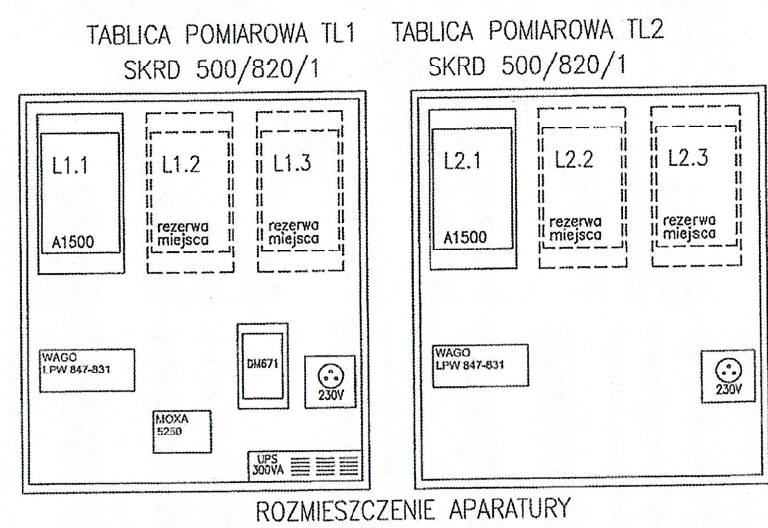 TABLICA POMIAROWA TL1
SKRD 500/820/1
L1.1
A1500
L1.2
rezerwa
miejsca
L1.3
rezerwa
miejsca
WAGO
LPW 847-831
DM671
230V
MOXA
5250
UPS
300VA
TABLICA POMIAROWA TL2
SKRD 500/820/1
L2.1
A1500
L2.2
rezerwa
miejsca
L2.3
rezerwa
miejsca
WAGO
LPW 847-831
230V
ROZMIESZCZENIE APARATURY